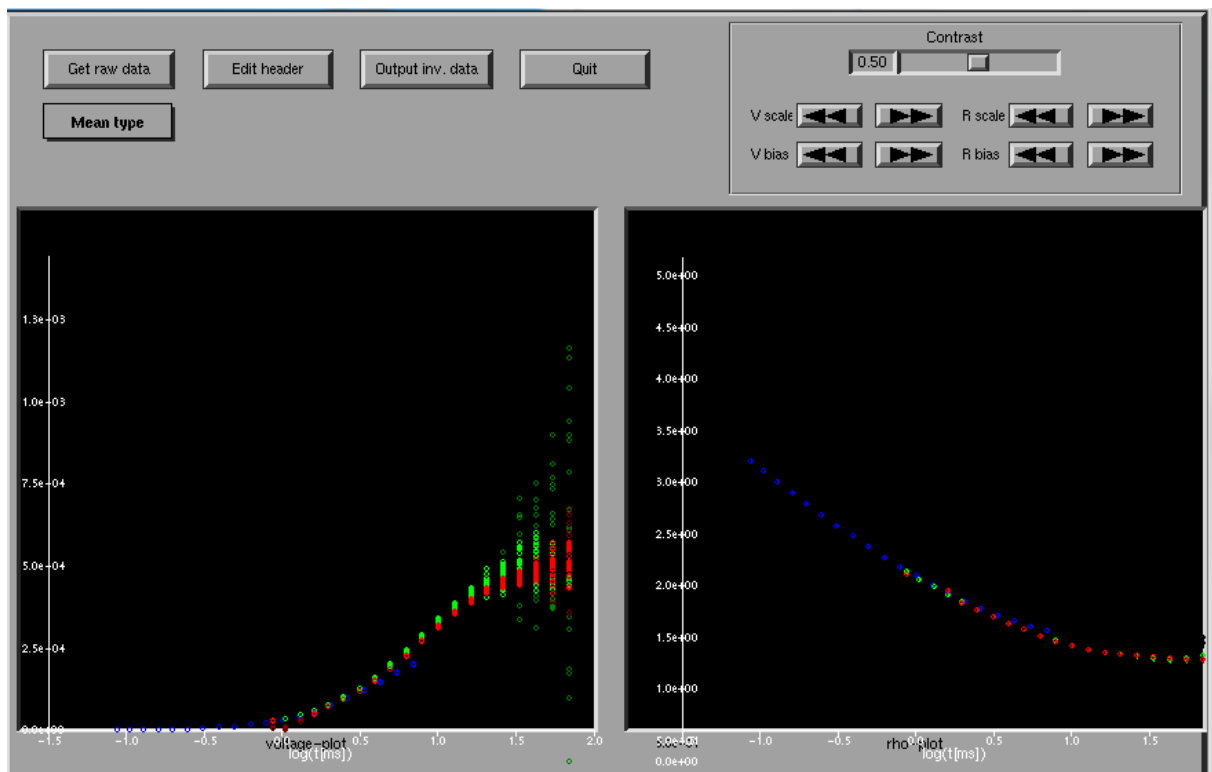 Contrast
Get raw data Edit header Output inv. data Quit 0.50
Mean type V scale R scale
V bias R bias
5.0e+00
1.3e-03 4.5e+00
4.0e+00
1.0e-03 3.5e+00
7.5e-04 3.0e+00
2.5e+00
5.0e-04 2.0e+00
2.5e-04 1.5e+00
1.0e+00
0.0e+00
-1.5 -1.0 -0.5 0.0 0.5 1.0 1.5 2.0 -1.0 -0.5 0.5 1.0 1.5
voltage-plot rho-plot
log(t[ms]) log(t[ms])
0.0e+00